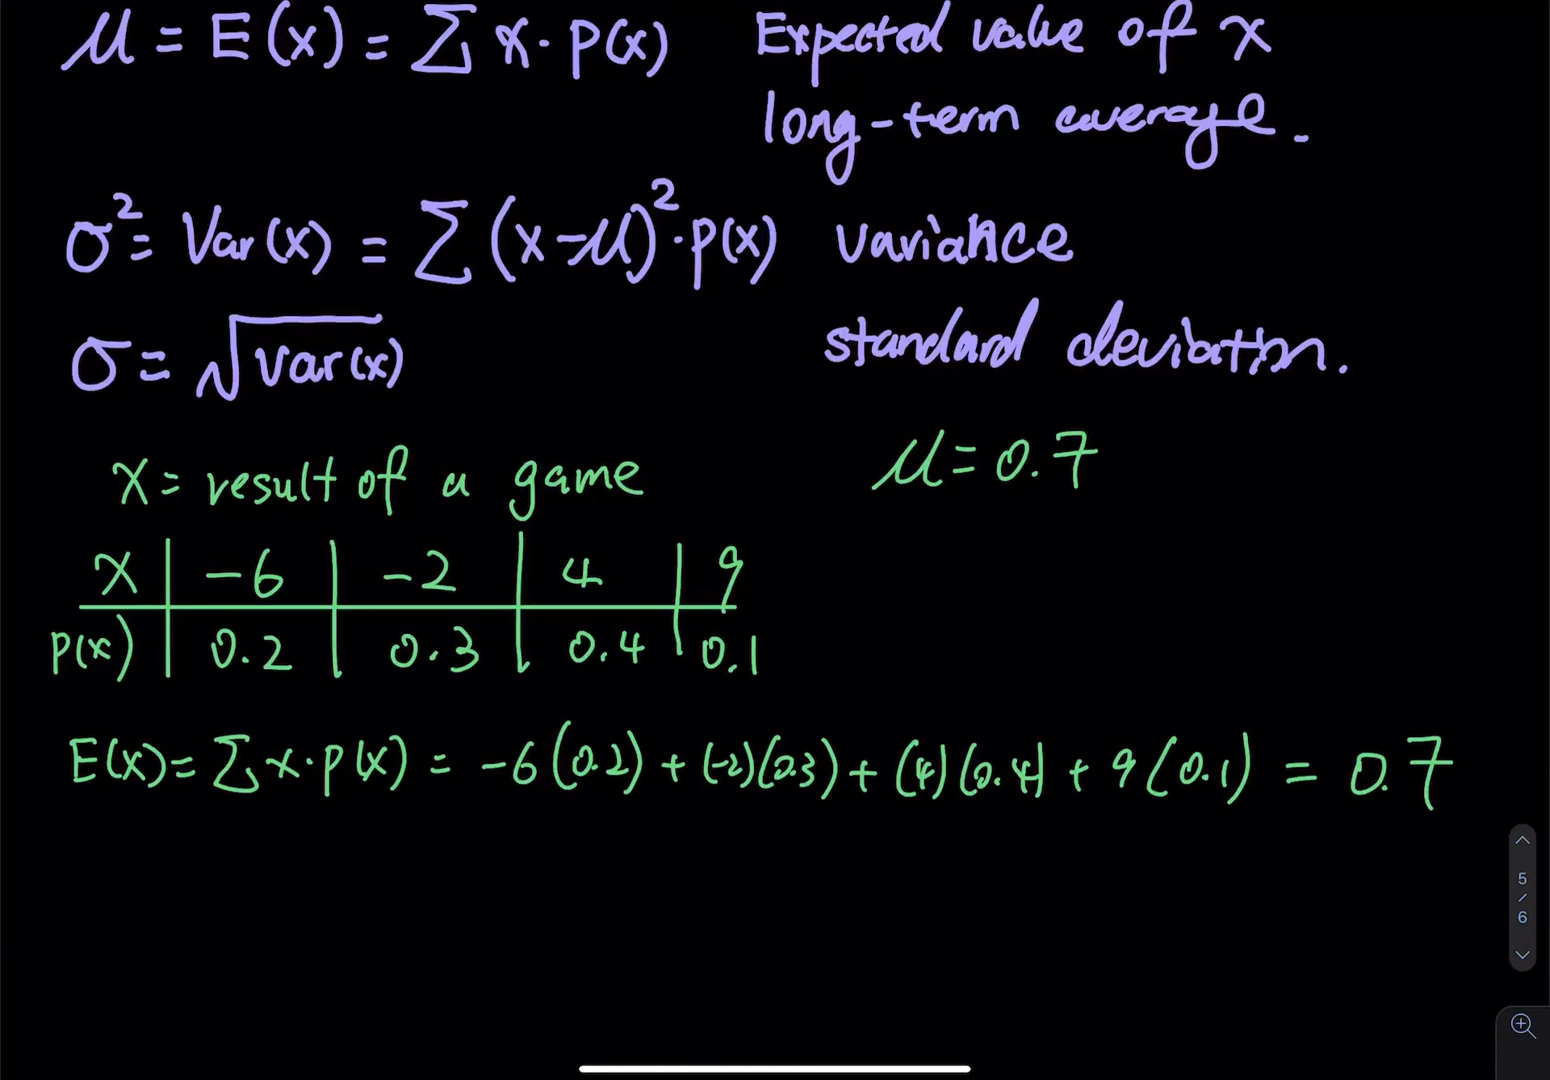 μ = E(x) = ∑ x · P(x) Expected value of x
long-term average.
σ² = Var(x) = ∑ (x-μ)² · p(x) variance
σ = √var(x) standard deviation.
X = result of a game μ = 0.7
x | -6 | -2 | 4 | 9
P(x) | 0.2 | 0.3 | 0.4 | 0.1
E(x) = ∑ x · P(x) = -6(0.2) + (-2)(0.3) + (4)(0.4) + 9(0.1) = 0.7
5
/
6